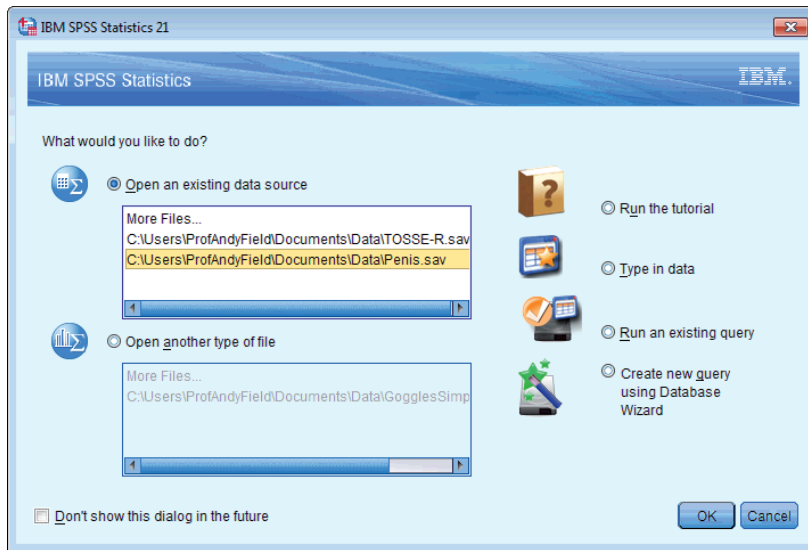 IBM SPSS Statistics 21
IBM SPSS Statistics
IBM.
What would you like to do?
Open an existing data source
More Files...
C:\Users\ProfAndyField\Documents\Data\TOSSE-R.sav
C:\Users\ProfAndyField\Documents\Data\Penis.sav
Open another type of file
More Files...
C:\Users\ProfAndyField\Documents\Data\GogglesSimp
Run the tutorial
Type in data
Run an existing query
Create new query
using Database
Wizard
Don't show this dialog in the future
OK
Cancel